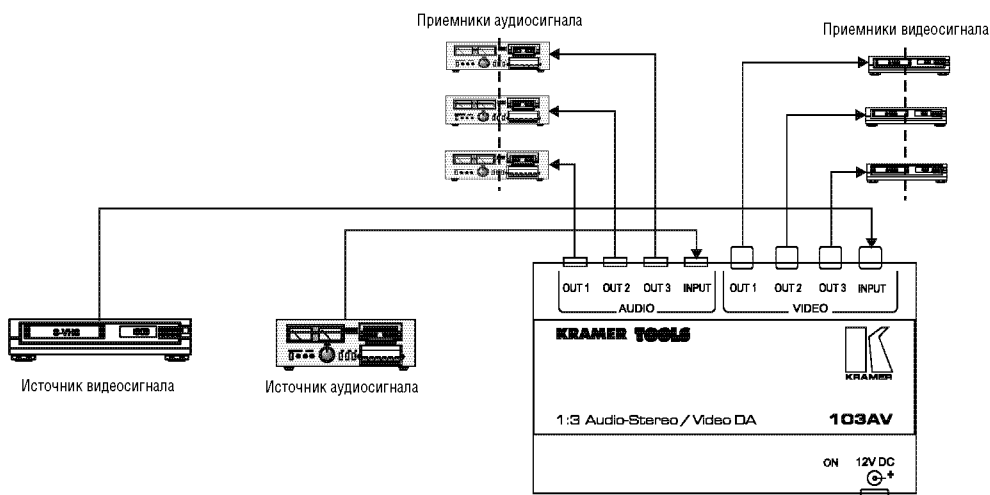 Приемники аудиосигнала
Приемники видеосигнала
OUT 1 OUT 2 OUT 3 INPUT OUT 1 OUT 2 OUT 3 INPUT
AUDIO VIDEO
S-VHS
KRAMER TOOLS
K
KRAMER
Источник видеосигнала
Источник аудиосигнала
1:3 Audio-Stereo / Video DA 103AV
ON 12V DC
+